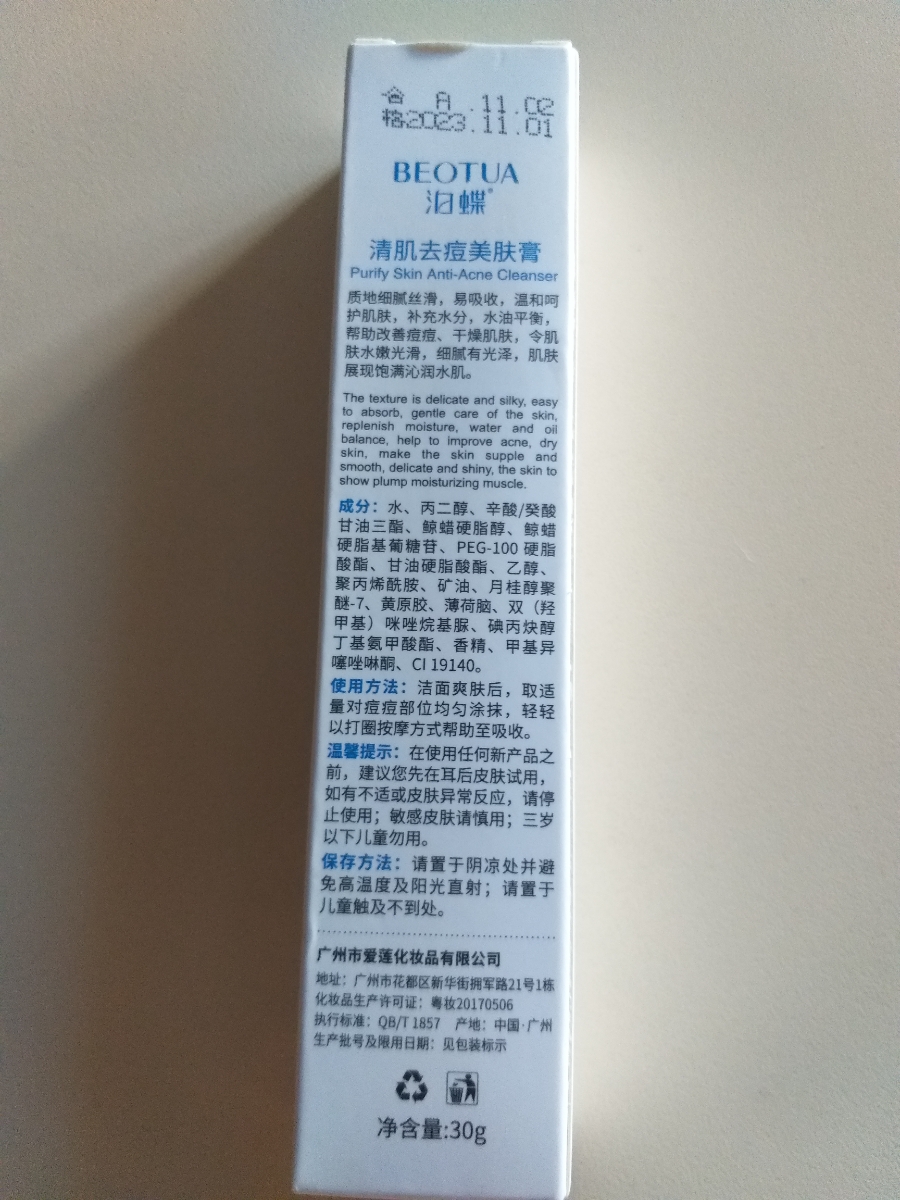 合 A .11.02
格2023.11.01
BEOTUA
汨蝶®
清肌去痘美肤膏
Purify Skin Anti-Acne Cleanser
质地细腻丝滑，易吸收，温和呵
护肌肤，补充水分，水油平衡，
帮助改善痘痘、干燥肌肤，令肌
肤水嫩光滑，细腻有光泽，肌肤
展现饱满沁润水肌。
The texture is delicate and silky, easy
to absorb, gentle care of the skin,
replenish moisture, water and oil
balance, help to improve acne, dry
skin, make the skin supple and
smooth, delicate and shiny, the skin to
show plump moisturizing muscle.
成分：水、丙二醇、辛酸/癸酸
甘油三酯、鲸蜡硬脂醇、鲸蜡
硬脂基葡糖苷、PEG-100 硬脂
酸酯、甘油硬脂酸酯、乙醇、
聚丙烯酰胺、矿油、月桂醇聚
醚-7、黄原胶、薄荷脑、双（羟
甲基）咪唑烷基脲、碘丙炔醇
丁基氨甲酸酯、香精、甲基异
噻唑啉酮、CI 19140。
使用方法：洁面爽肤后，取适
量对痘痘部位均匀涂抹，轻轻
以打圈按摩方式帮助至吸收。
温馨提示：在使用任何新产品之
前，建议您先在耳后皮肤试用，
如有不适或皮肤异常反应，请停
止使用；敏感皮肤请慎用；三岁
以下儿童勿用。
保存方法：请置于阴凉处并避
免高温度及阳光直射；请置于
儿童触及不到处。
广州市爱莲化妆品有限公司
地址：广州市花都区新华街拥军路21号1栋
化妆品生产许可证：粤妆20170506
执行标准：QB/T 1857 产地：中国·广州
生产批号及限用日期：见包装标示
净含量:30g